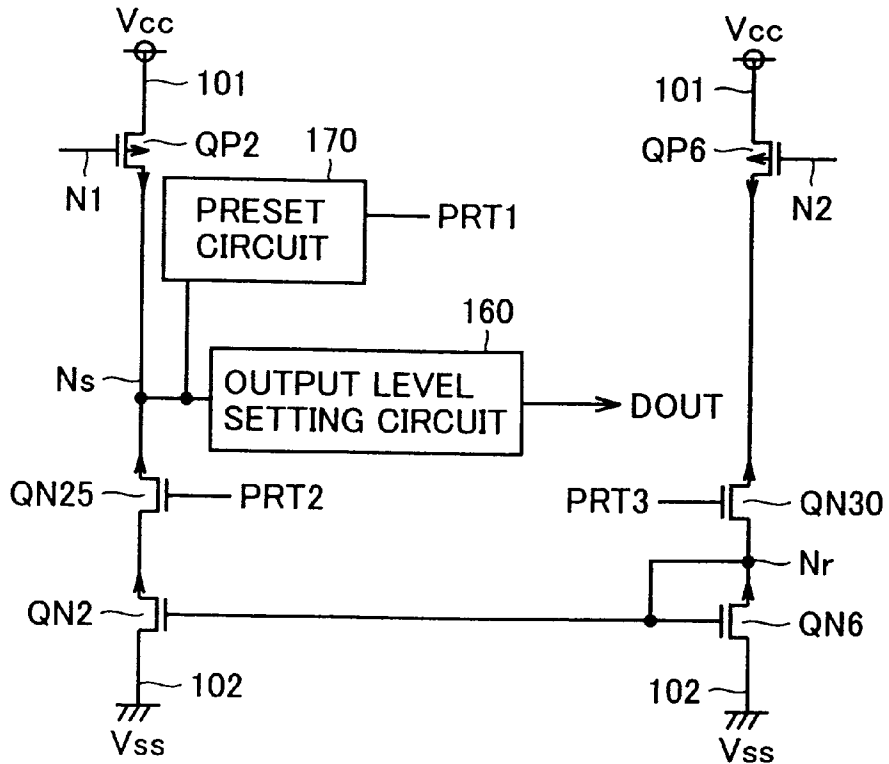 Vcc
Vcc
101
101
QP2
170
QP6
N1
PRESET
CIRCUIT
PRT1
N2
160
Ns
OUTPUT LEVEL
SETTING CIRCUIT
DOUT
QN25
PRT2
PRT3
QN30
Nr
QN2
QN6
102
102
Vss
Vss